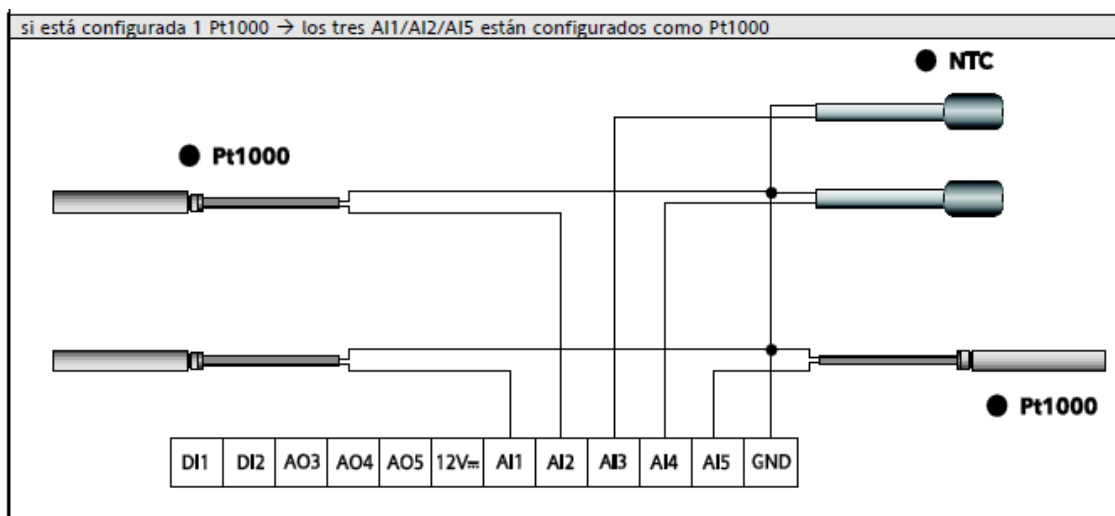 si está configurada 1 Pt1000 → los tres AI1/AI2/AI5 están configurados como Pt1000
● NTC
● Pt1000
● Pt1000
DI1 DI2 AO3 AO4 AO5 12V⎓ AI1 AI2 AI3 AI4 AI5 GND